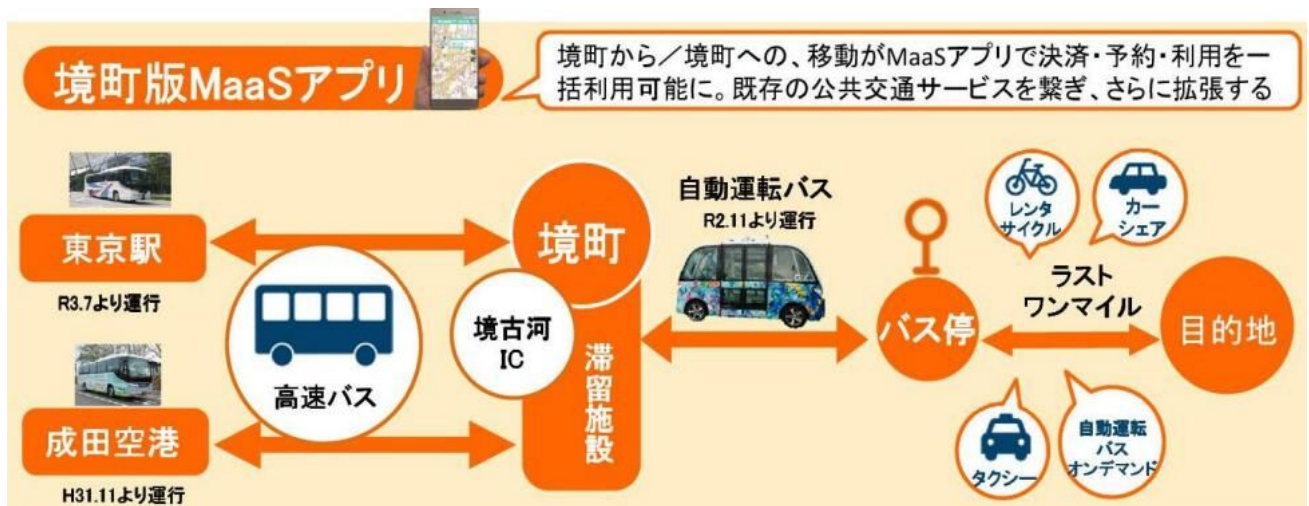 境町版MaaSアプリ
境町から／境町への、移動がMaaSアプリで決済・予約・利用を一
括利用可能に。既存の公共交通サービスを繋ぎ、さらに拡張する
東京駅
R3.7より運行
成田空港
H31.11より運行
高速バス
境町
境古河
IC
滞留施設
自動運転バス
R2.11より運行
バス停
レンタ
サイクル
カー
シェア
ラスト
ワンマイル
タクシー
自動運転
バス
オンデマンド
目的地